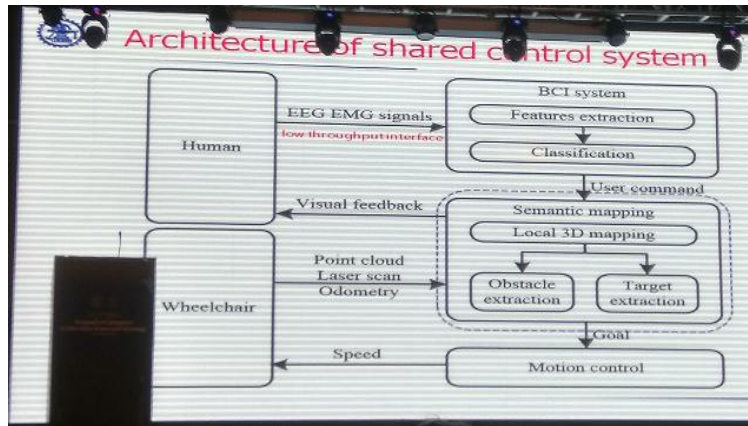 Architecture of shared control system
BCI system
EEG EMG signals
Features extraction
low throughput interface
Human
Classification
User command
Visual feedback
Semantic mapping
Local 3D mapping
Point cloud
Laser scan
Odometry
Obstacle
extraction
Target
extraction
Wheelchair
Goal
Speed
Motion control